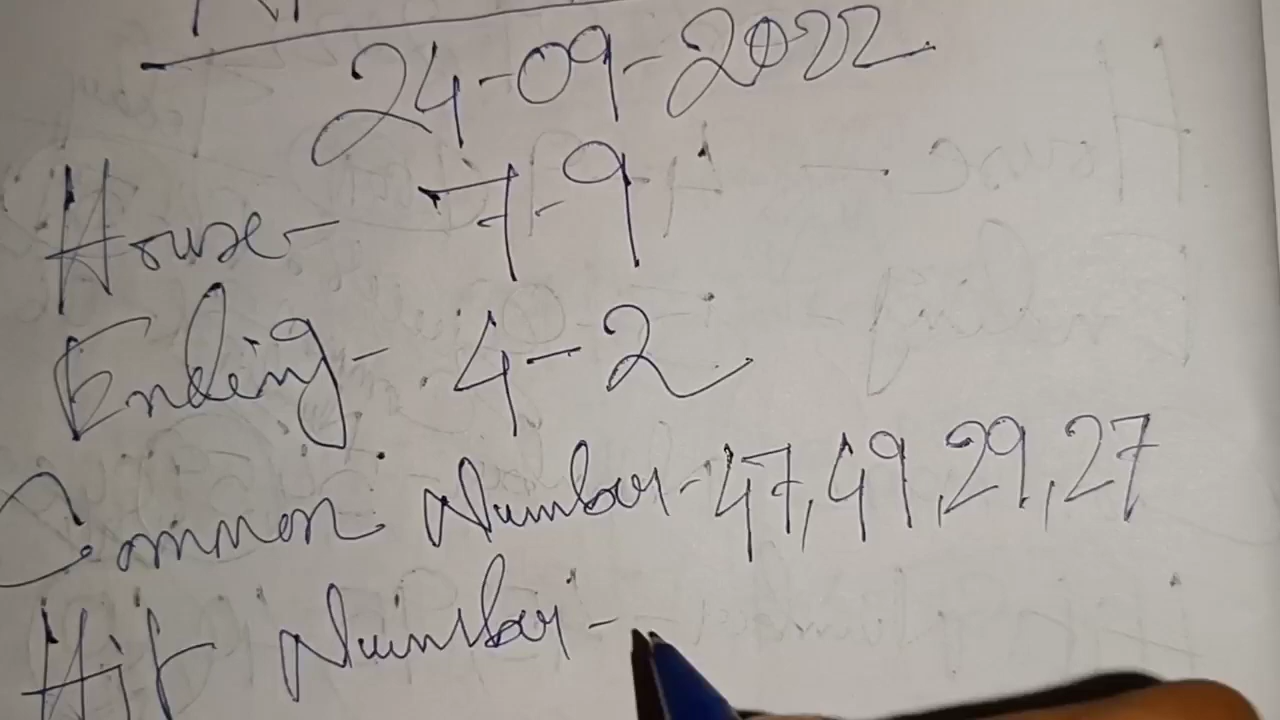 24-09-2022
House- 7-9
Ending- 4-2
Common Number-47,49,29,27
Hit Number-